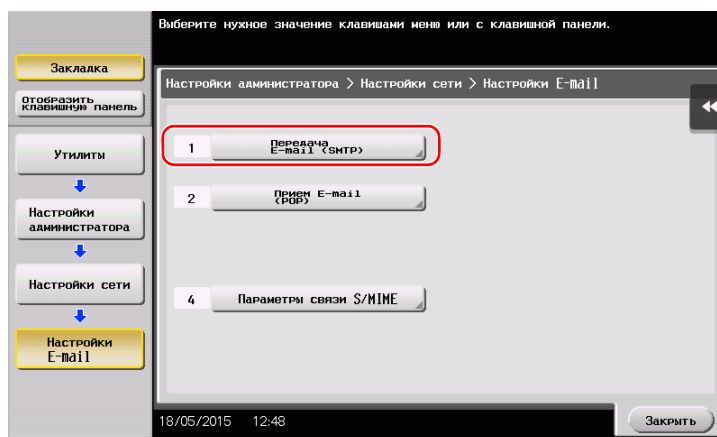 Выберите нужное значение клавишами меню или с клавишной панели.
Закладка
Отобразить
клавишную панель
Утилиты
Настройки
администратора
Настройки сети
Настройки
E-mail
Настройки администратора > Настройки сети > Настройки E-mail
1
Передача
E-mail (SMTP)
2
Прием E-mail
(POP)
4
Параметры связи S/MIME
18/05/2015 12:48
Закрыть